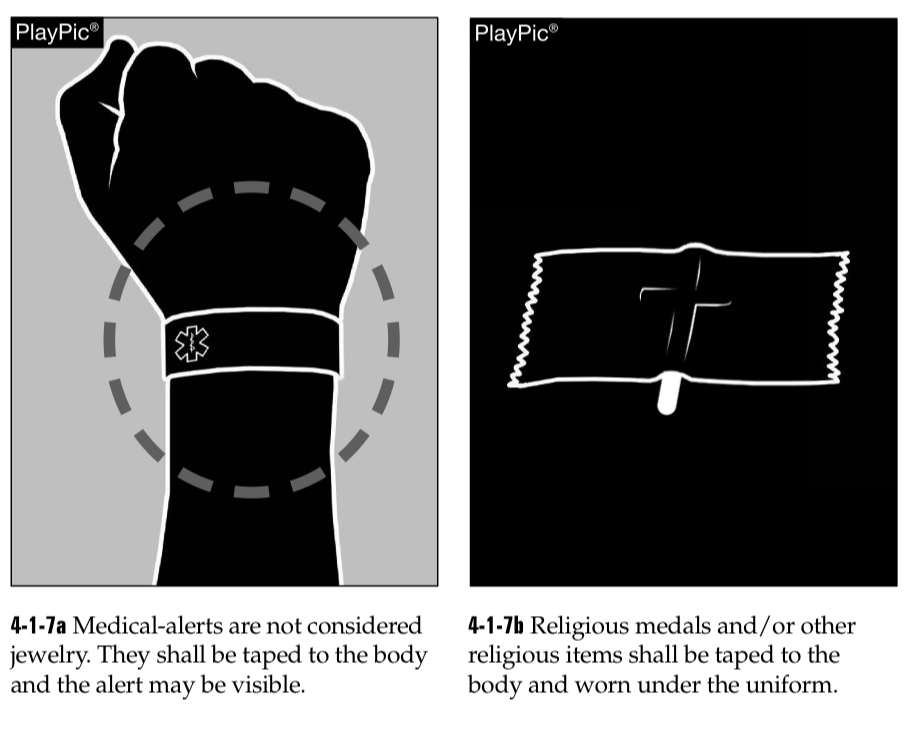 PlayPic®
4-1-7a Medical-alerts are not considered
jewelry. They shall be taped to the body
and the alert may be visible.
PlayPic®
4-1-7b Religious medals and/or other
religious items shall be taped to the
body and worn under the uniform.